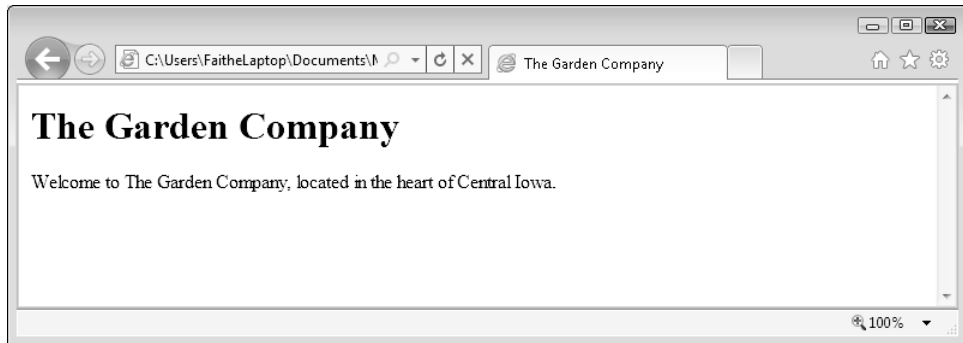 C:\Users\FaitheLaptop\Documents\
The Garden Company
The Garden Company
Welcome to The Garden Company, located in the heart of Central Iowa.
100%